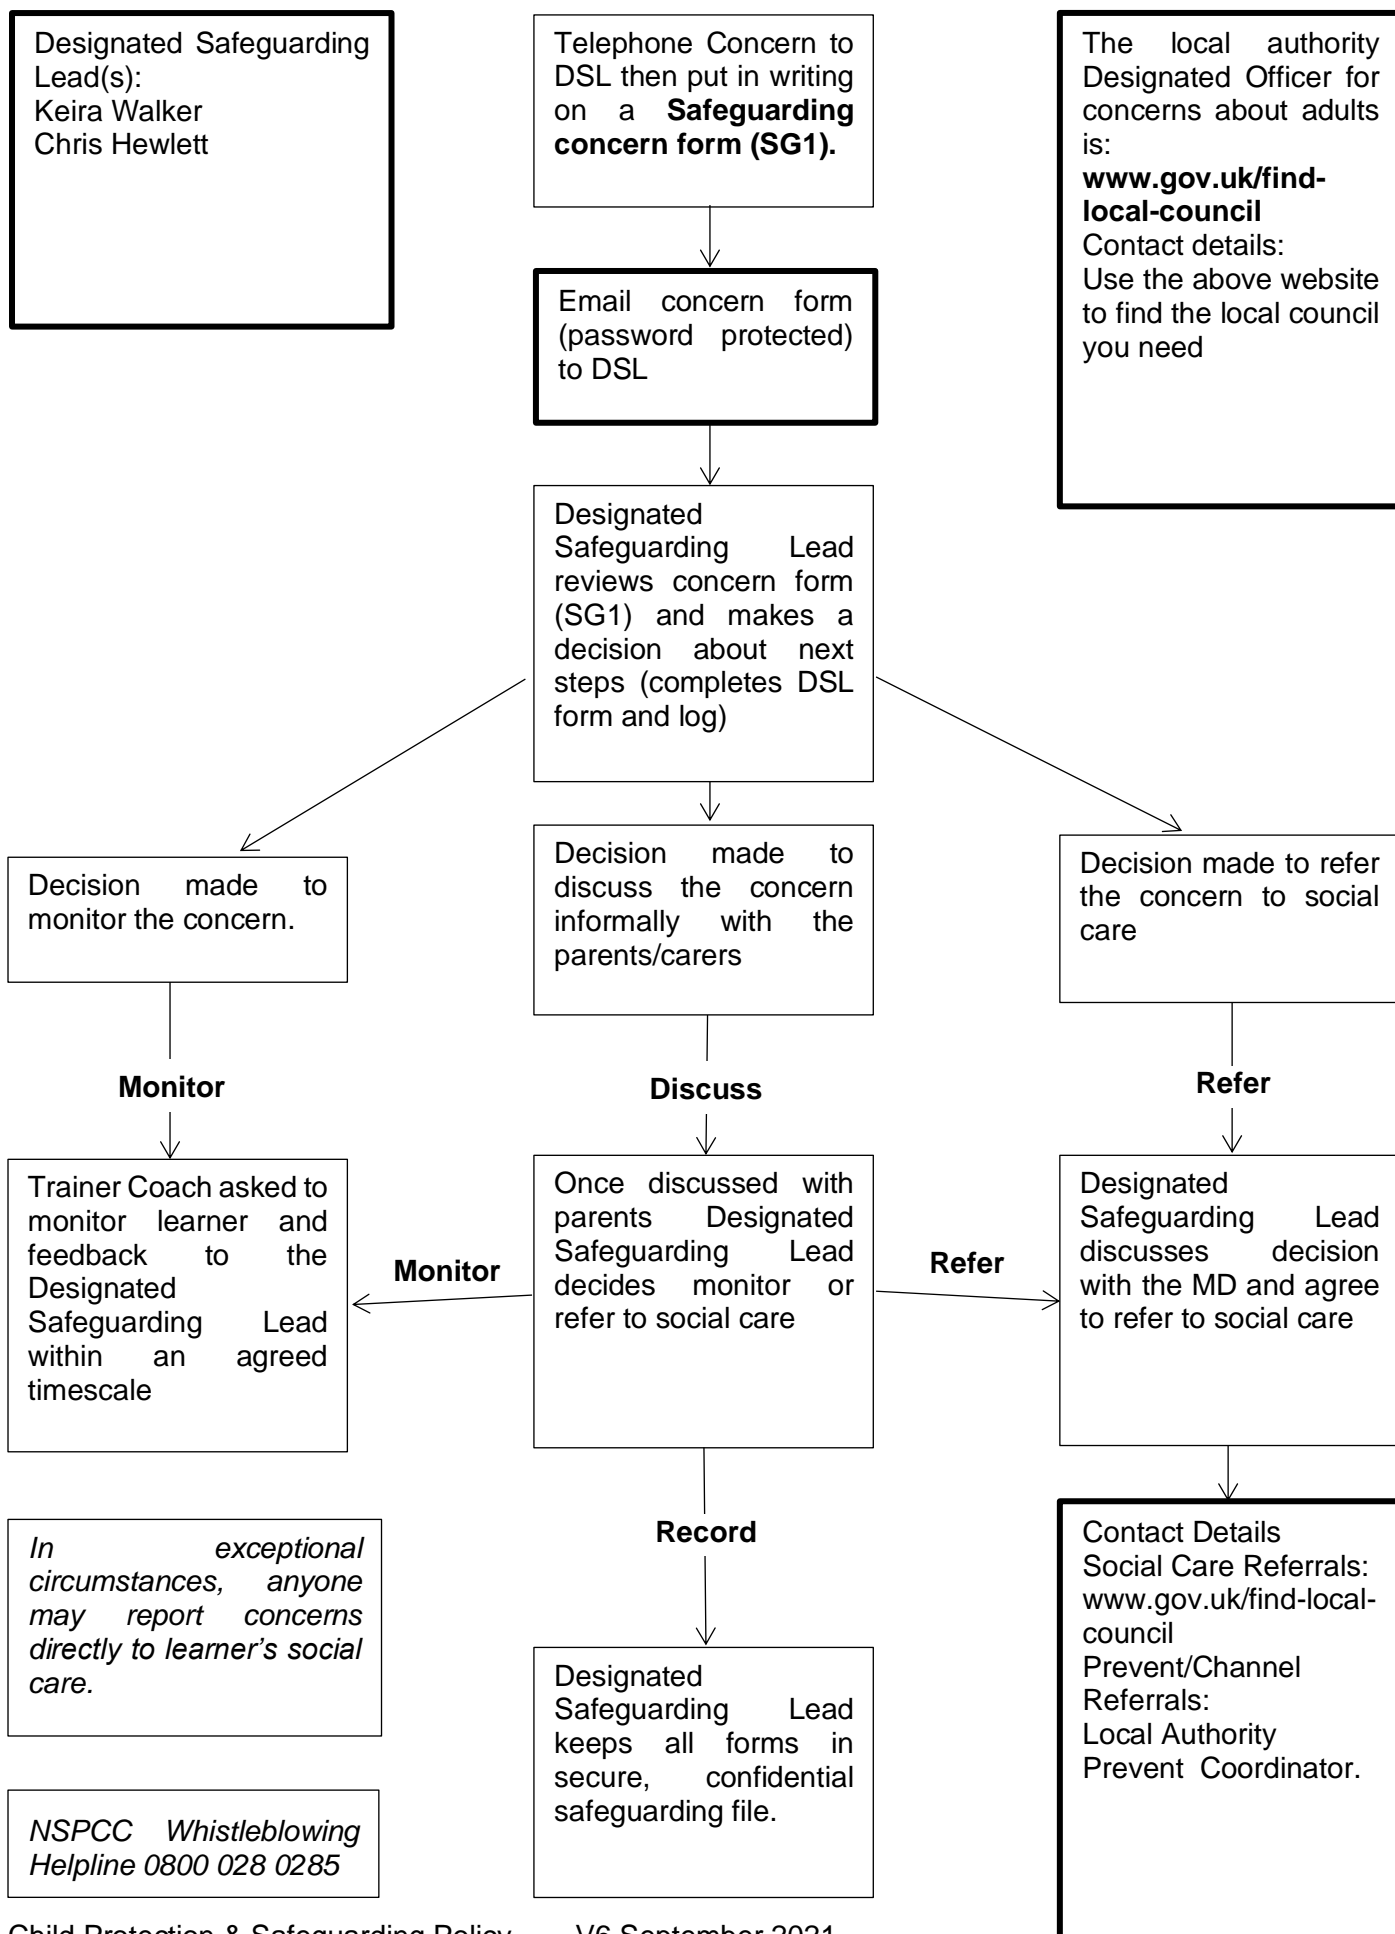 Designated Safeguarding
Lead(s):
Keira Walker
Chris Hewlett
Telephone Concern to
DSL then put in writing
on a Safeguarding
concern form (SG1).
The local authority
Designated Officer for
concerns about adults
is:
www.gov.uk/find-
local-council
Contact details:
Use the above website
to find the local council
you need
Email concern form
(password protected)
to DSL
Designated
Safeguarding Lead
reviews concern form
(SG1) and makes a
decision about next
steps (completes DSL
form and log)
Decision made to
monitor the concern.
Decision made to
discuss the concern
informally with the
parents/carers
Decision made to refer
the concern to social
care
Monitor
Discuss
Refer
Trainer Coach asked to
monitor learner and
feedback to the
Designated
Safeguarding Lead
within an agreed
timescale
Monitor
Once discussed with
parents Designated
Safeguarding Lead
decides monitor or
refer to social care
Refer
Designated
Safeguarding Lead
discusses decision
with the MD and agree
to refer to social care
In exceptional
circumstances, anyone
may report concerns
directly to learner's social
care.
Record
Contact Details
Social Care Referrals:
www.gov.uk/find-local-
council
Prevent/Channel
Referrals:
Local Authority
Prevent Coordinator.
Designated
Safeguarding Lead
keeps all forms in
secure, confidential
safeguarding file.
NSPCC Whistleblowing
Helpline 0800 028 0285
Child Protection & Safeguarding Policy V6 September 2021